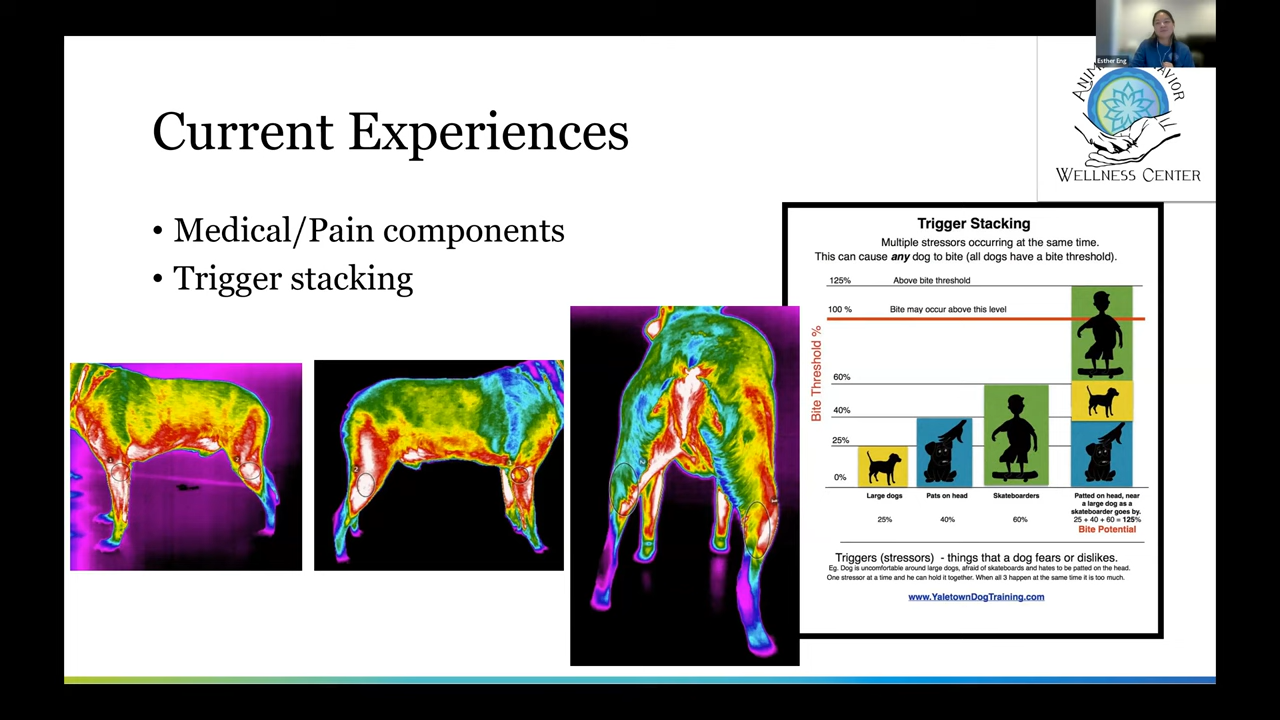 Esther Eng
WELLNESS CENTER
Current Experiences
• Medical/Pain components
• Trigger stacking
Trigger Stacking
Multiple stressors occurring at the same time.
This can cause any dog to bite (all dogs have a bite threshold).
125% Above bite threshold
100 % Bite may occur above this level
60%
40%
25%
0%
Bite Threshold %
Large dogs
25%
Pats on head
40%
Skateboarders
60%
Patted on head, near
a large dog as a
skateboarder goes by.
25 + 40 + 60 = 125%
Bite Potential
Triggers (stressors) - things that a dog fears or dislikes.
Eg. Dog is uncomfortable around large dogs, afraid of skateboards and hates to be patted on the head.
One stressor at a time and he can hold it together. When all 3 happen at the same time it is too much.
www.YaletownDogTraining.com